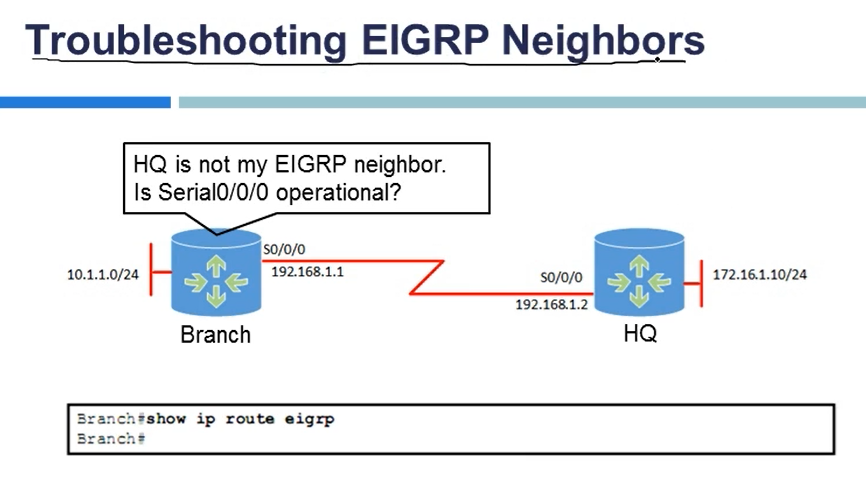 Troubleshooting EIGRP Neighbors
HQ is not my EIGRP neighbor.
Is Serial0/0/0 operational?
S0/0/0
10.1.1.0/24
192.168.1.1
Branch
S0/0/0
172.16.1.10/24
192.168.1.2
HQ
Branch#show ip route eigrp
Branch#